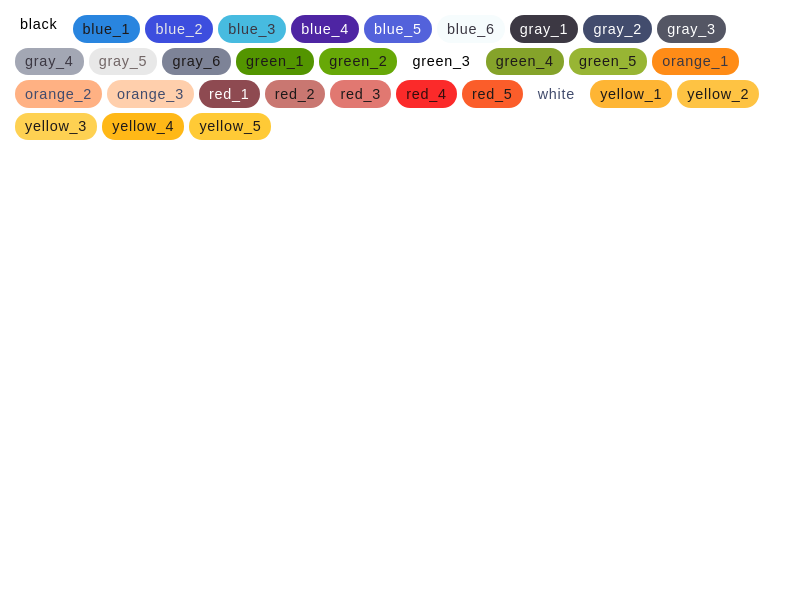 black blue_1 blue_2 blue_3 blue_4 blue_5 blue_6 gray_1 gray_2 gray_3
gray_4 gray_5 gray_6 green_1 green_2 green_3 green_4 green_5 orange_1
orange_2 orange_3 red_1 red_2 red_3 red_4 red_5 white yellow_1 yellow_2
yellow_3 yellow_4 yellow_5